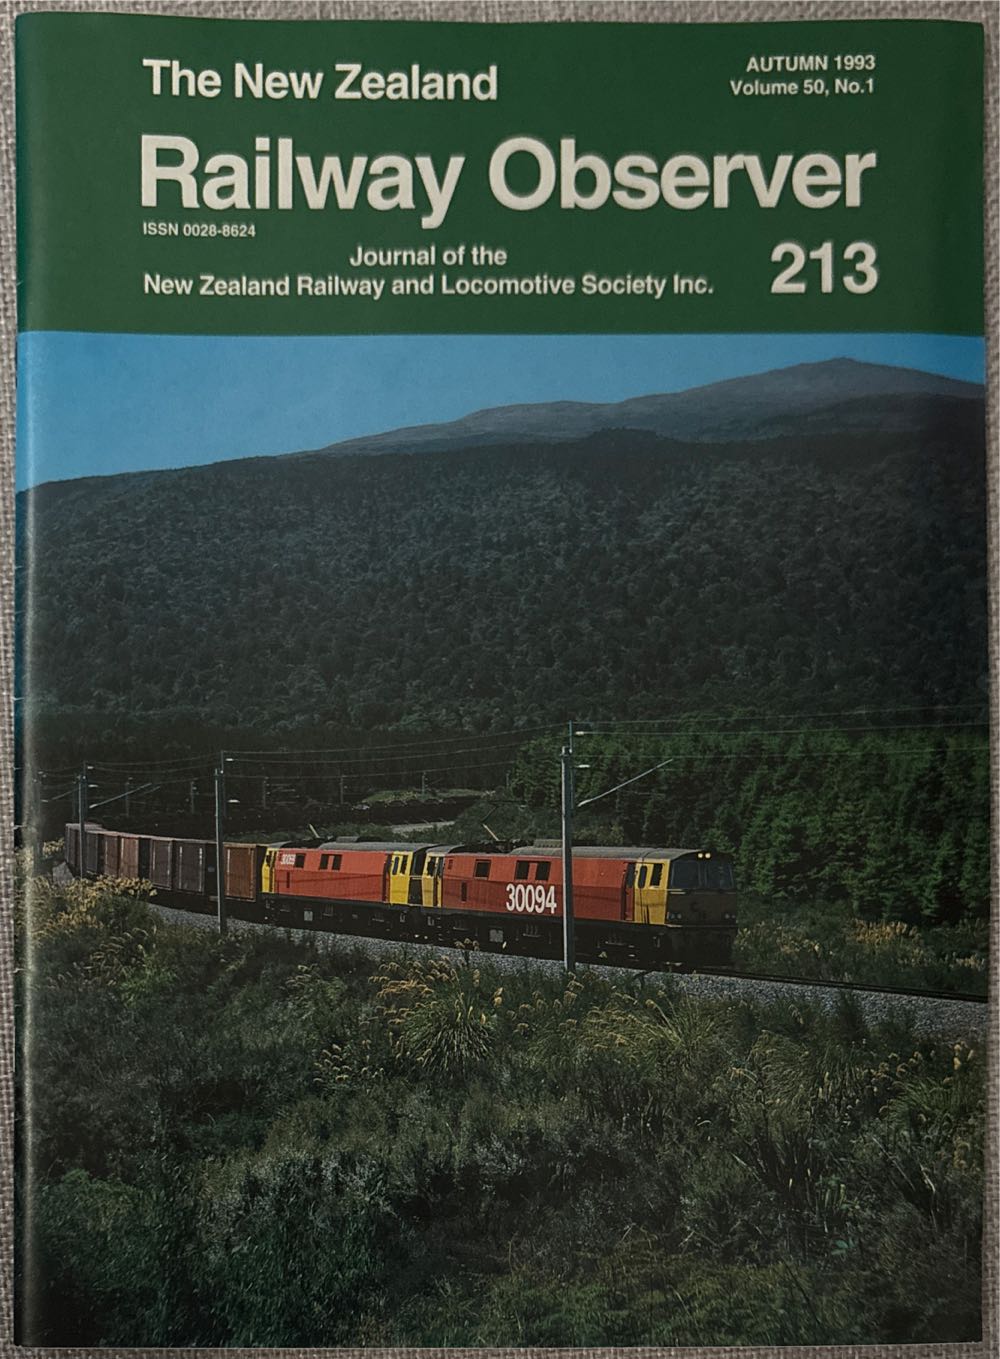 The New Zealand
AUTUMN 1993
Volume 50, No.1
Railway Observer
ISSN 0028-8624
Journal of the
New Zealand Railway and Locomotive Society Inc.
213
30094